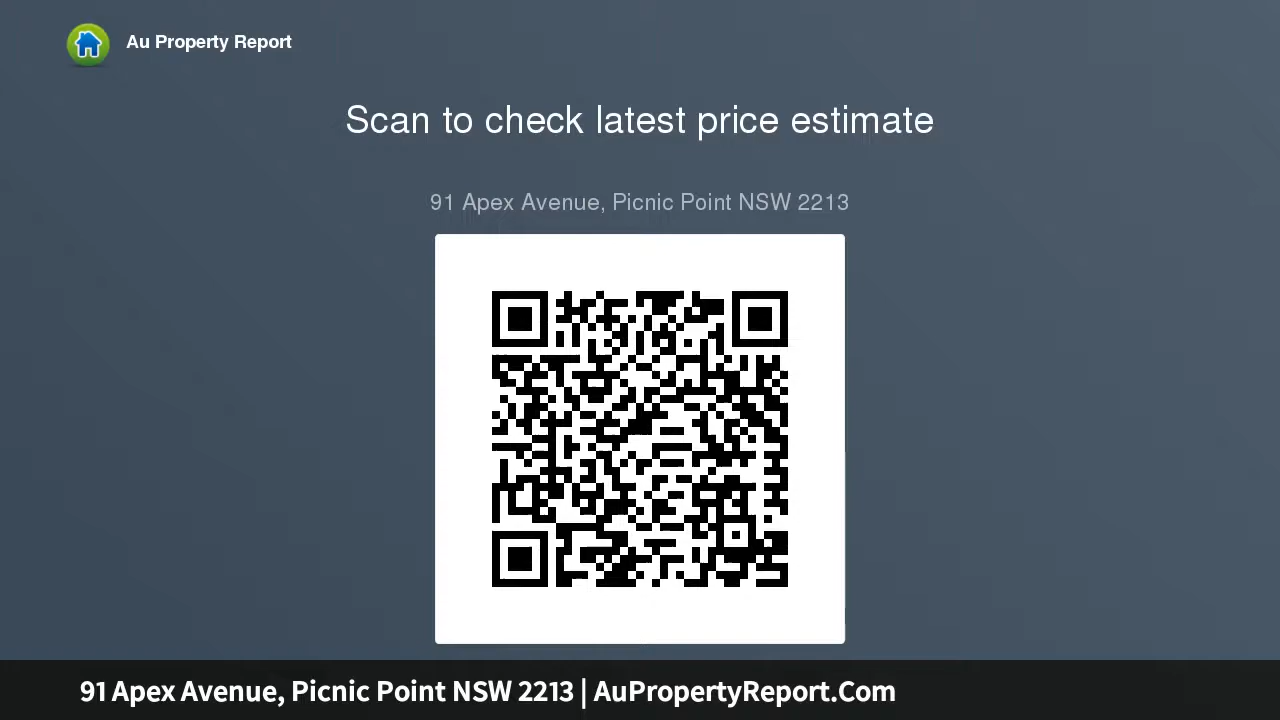 Au Property Report
Scan to check latest price estimate
91 Apex Avenue, Picnic Point NSW 2213
91 Apex Avenue, Picnic Point NSW 2213 | AuPropertyReport.Com